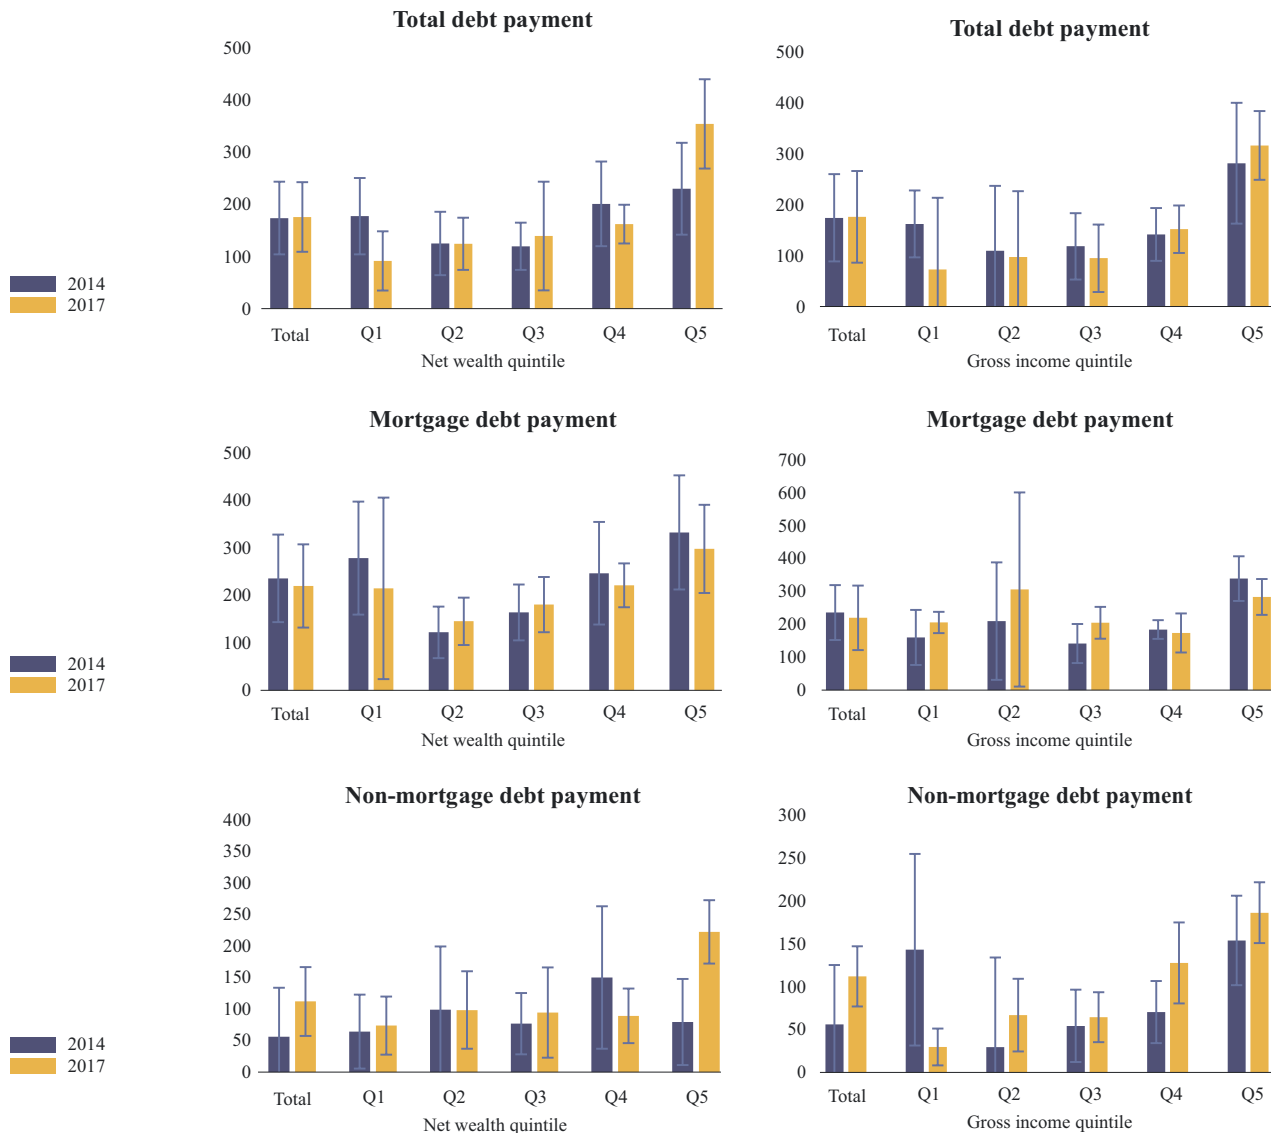 Total debt payment
500
400
300
200
100
0
Total Q1 Q2 Q3 Q4 Q5
Net wealth quintile
Total debt payment
500
400
300
200
100
0
Total Q1 Q2 Q3 Q4 Q5
Gross income quintile
2014
2017
Mortgage debt payment
500
400
300
200
100
0
Total Q1 Q2 Q3 Q4 Q5
Net wealth quintile
Mortgage debt payment
700
600
500
400
300
200
100
0
Total Q1 Q2 Q3 Q4 Q5
Gross income quintile
2014
2017
Non-mortgage debt payment
400
350
300
250
200
150
100
50
0
Total Q1 Q2 Q3 Q4 Q5
Net wealth quintile
Non-mortgage debt payment
300
250
200
150
100
50
0
Total Q1 Q2 Q3 Q4 Q5
Gross income quintile
2014
2017